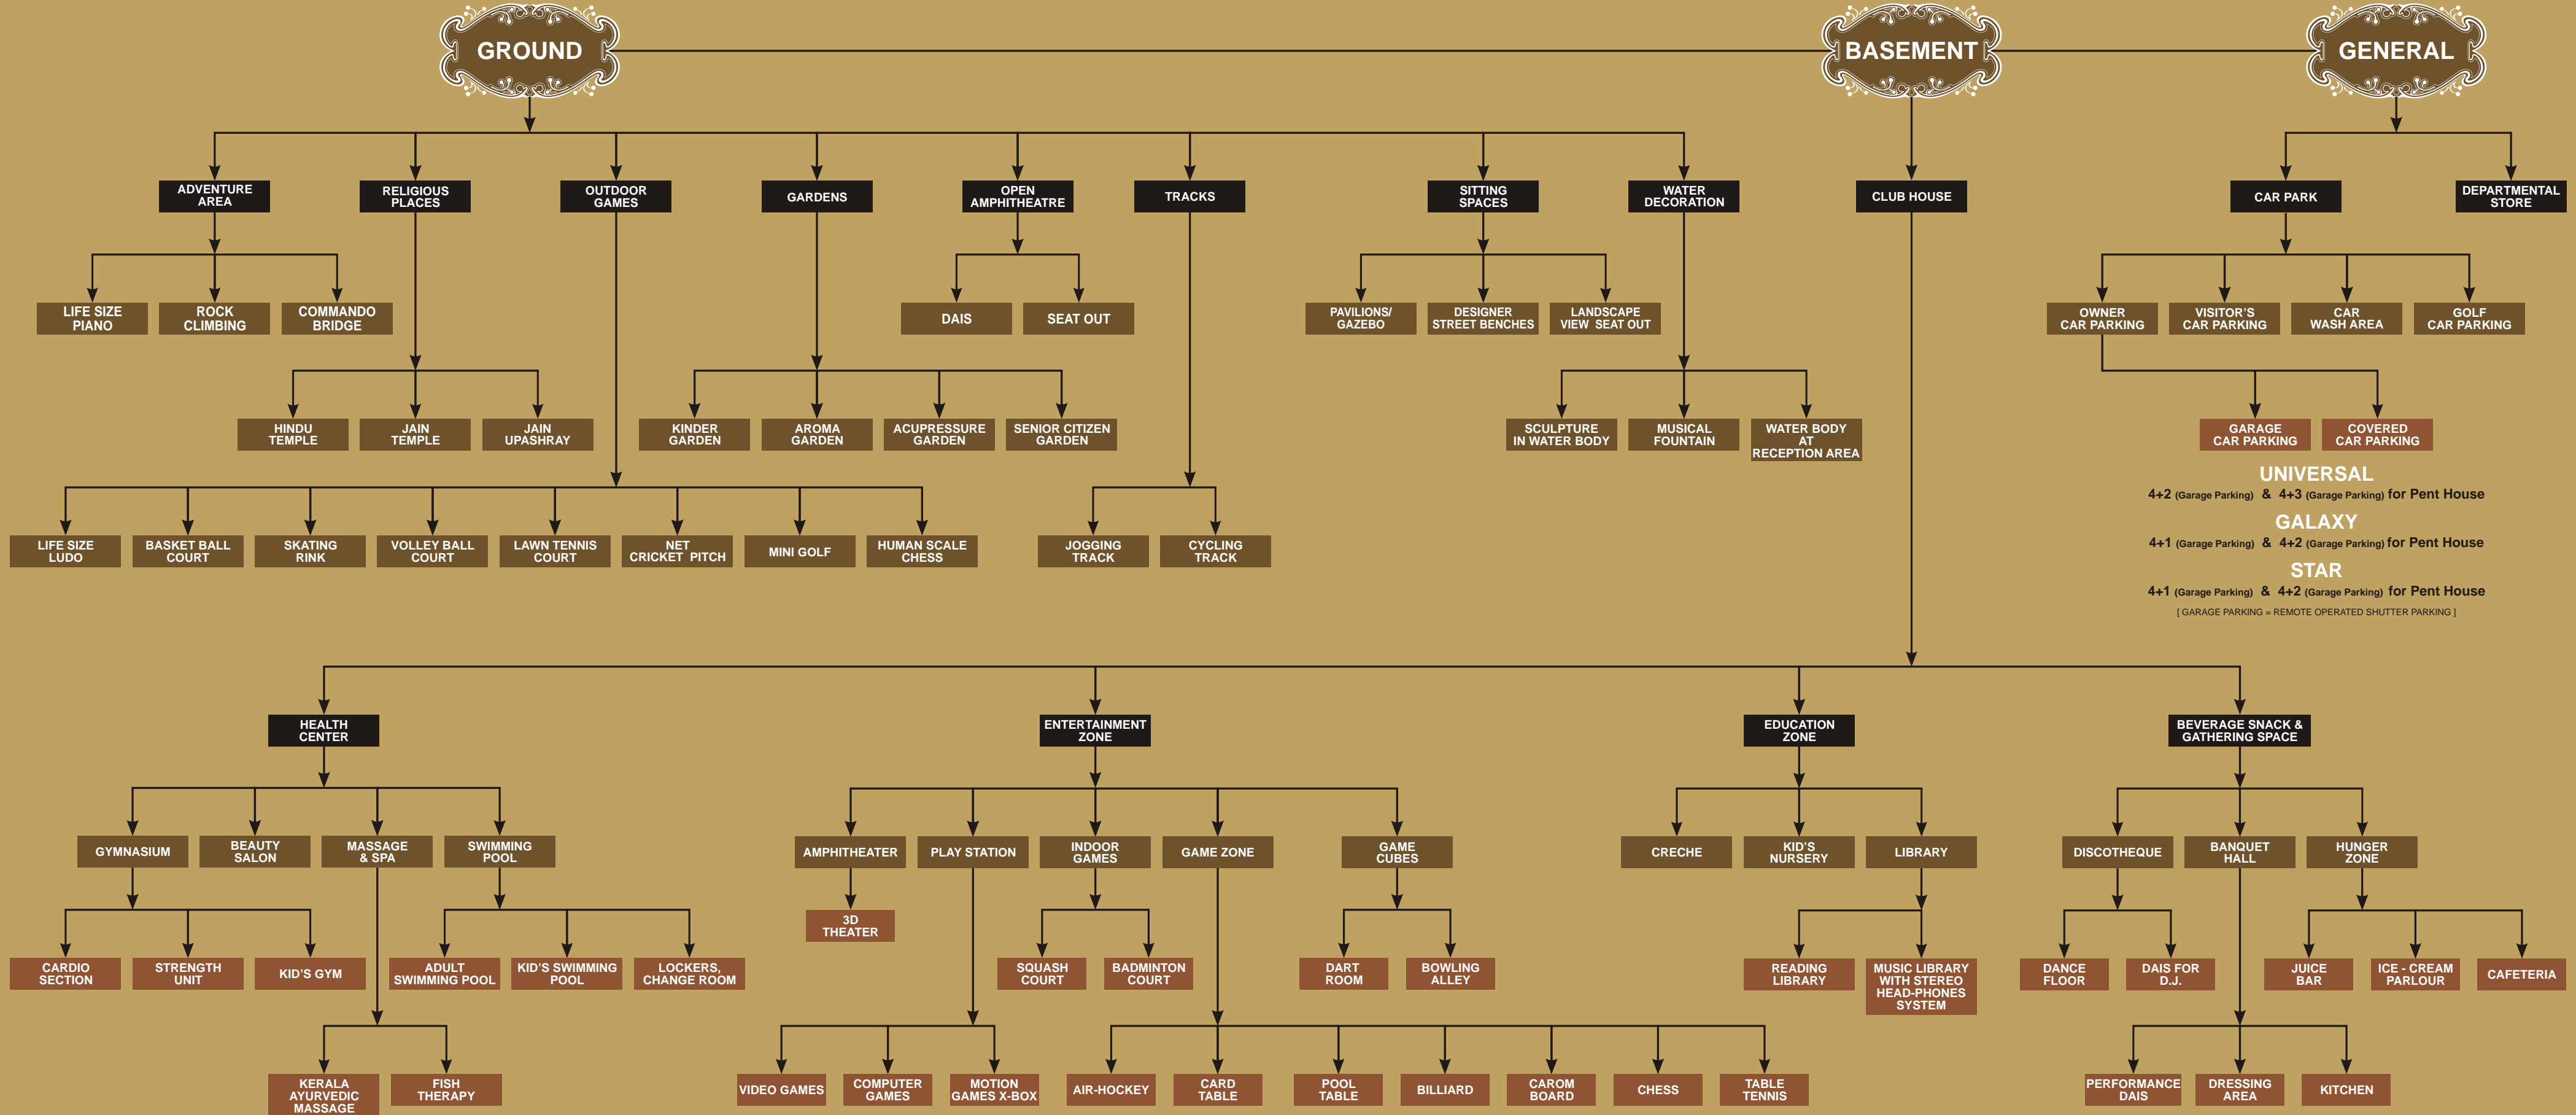 GROUND
BASEMENT
GENERAL
ADVENTURE
AREA
RELIGIOUS
PLACES
OUTDOOR
GAMES
GARDENS
OPEN
AMPHITHEATRE
TRACKS
SITTING
SPACES
WATER
DECORATION
CLUB HOUSE
CAR PARK
DEPARTMENTAL
STORE
LIFE SIZE
PIANO
ROCK
CLIMBING
COMMANDO
BRIDGE
DAIS
SEAT OUT
PAVILIONS/
GAZEBO
DESIGNER
STREET BENCHES
LANDSCAPE
VIEW SEAT OUT
OWNER
CAR PARKING
VISITOR'S
CAR PARKING
CAR
WASH AREA
GOLF
CAR PARKING
HINDU
TEMPLE
JAIN
TEMPLE
JAIN
UPASHRAY
KINDER
GARDEN
AROMA
GARDEN
ACUPRESSURE
GARDEN
SENIOR CITIZEN
GARDEN
SCULPTURE
IN WATER BODY
MUSICAL
FOUNTAIN
WATER BODY
AT
RECEPTION AREA
GARAGE
CAR PARKING
COVERED
CAR PARKING
UNIVERSAL
4+2 (Garage Parking) & 4+3 (Garage Parking) for Pent House
GALAXY
4+1 (Garage Parking) & 4+2 (Garage Parking) for Pent House
STAR
4+1 (Garage Parking) & 4+2 (Garage Parking) for Pent House
[ GARAGE PARKING = REMOTE OPERATED SHUTTER PARKING ]
LIFE SIZE
LUDO
BASKET BALL
COURT
SKATING
RINK
VOLLEY BALL
COURT
LAWN TENNIS
COURT
NET
CRICKET PITCH
MINI GOLF
HUMAN SCALE
CHESS
JOGGING
TRACK
CYCLING
TRACK
HEALTH
CENTER
ENTERTAINMENT
ZONE
EDUCATION
ZONE
BEVERAGE SNACK &
GATHERING SPACE
GYMNASIUM
BEAUTY
SALON
MASSAGE
& SPA
SWIMMING
POOL
AMPHITHEATER
PLAY STATION
INDOOR
GAMES
GAME ZONE
GAME
CUBES
CRECHE
KID'S
NURSERY
LIBRARY
DISCOTHEQUE
BANQUET
HALL
HUNGER
ZONE
3D
THEATER
CARDIO
SECTION
STRENGTH
UNIT
KID'S GYM
ADULT
SWIMMING POOL
KID'S SWIMMING
POOL
LOCKERS,
CHANGE ROOM
SQUASH
COURT
BADMINTON
COURT
DART
ROOM
BOWLING
ALLEY
READING
LIBRARY
MUSIC LIBRARY
WITH STEREO
HEAD-PHONES
SYSTEM
DANCE
FLOOR
DAIS FOR
D.J.
JUICE
BAR
ICE - CREAM
PARLOUR
CAFETERIA
KERALA
AYURVEDIC
MASSAGE
FISH
THERAPY
VIDEO GAMES
COMPUTER
GAMES
MOTION
GAMES X-BOX
AIR-HOCKEY
CARD
TABLE
POOL
TABLE
BILLIARD
CAROM
BOARD
CHESS
TABLE
TENNIS
PERFORMANCE
DAIS
DRESSING
AREA
KITCHEN